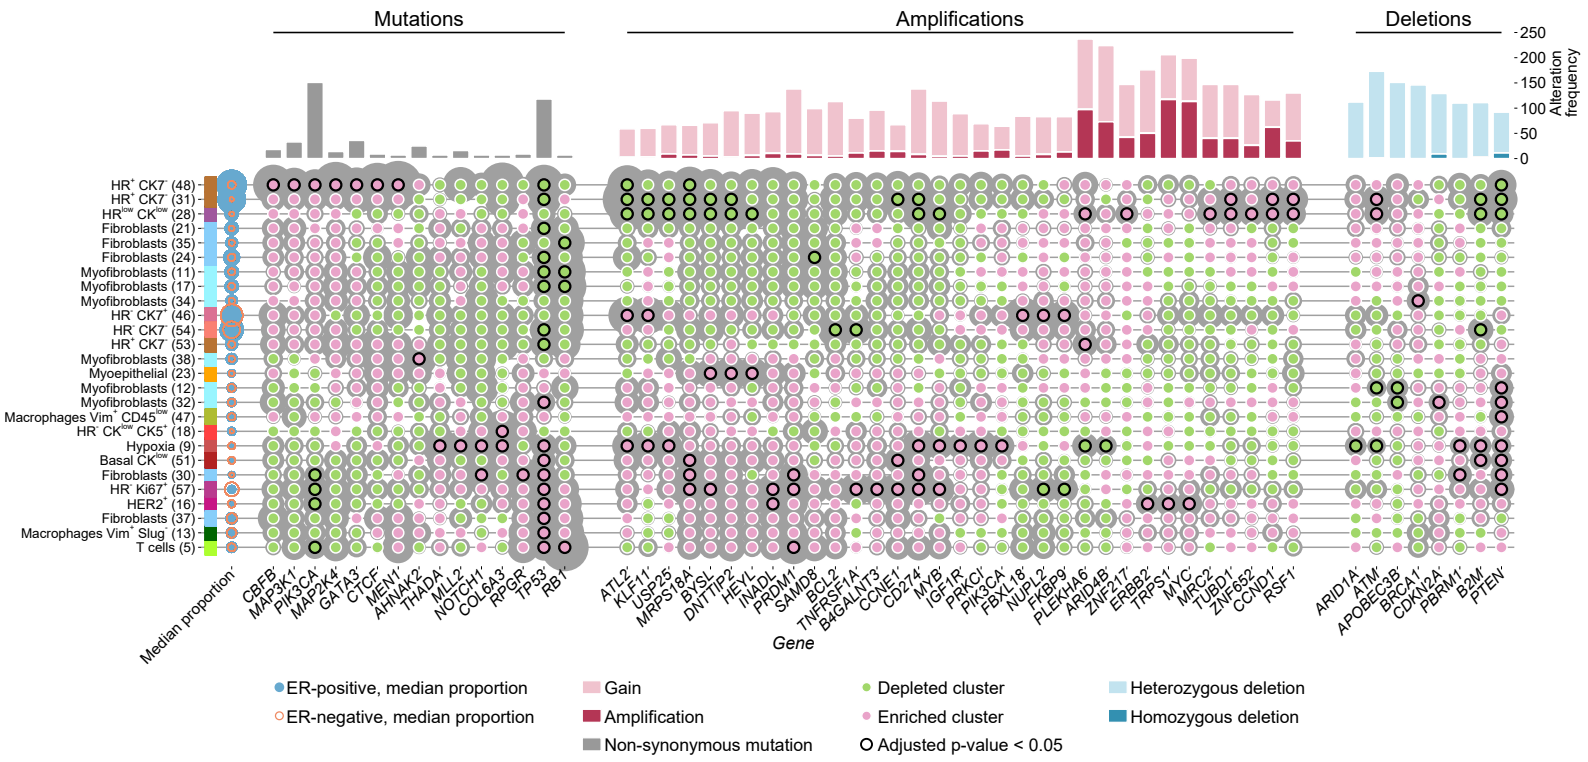 Mutations
Amplifications
Deletions
250
200
150
100
50
0
Alteration
frequency
HR⁺ CK7⁻ (48)
HR⁺ CK7⁻ (31)
HRˡᵒʷ CKˡᵒʷ (28)
Fibroblasts (21)
Fibroblasts (35)
Fibroblasts (24)
Myofibroblasts (11)
Myofibroblasts (17)
Myofibroblasts (34)
HR⁻ CK7⁺ (46)
HR⁻ CK7⁻ (54)
HR⁺ CK7⁻ (53)
Myofibroblasts (38)
Myoepithelial (23)
Myofibroblasts (12)
Myofibroblasts (32)
Macrophages Vim⁺ CD45ˡᵒʷ (47)
HR⁻ CKˡᵒʷ CK5⁺ (18)
Hypoxia (9)
Basal CKˡᵒʷ (51)
Fibroblasts (30)
HR⁻ Ki67⁺ (57)
HER2⁺ (16)
Fibroblasts (37)
Macrophages Vim⁺ Slug⁻ (13)
T cells (5)
Median proportion
CBFB
MAP3K1
PIK3CA
MAP2K4
GATA3
CTCF
MEN1
AHNAK2
THADA
MLL2
NOTCH1
COL6A3
RPGR
TP53
RB1
ATL2
KLF11
USP25
MRPS18A
BYSL
DNTTIP2
HEYL
INADL
PRDM1
SAMD8
BCL2
TNFRSF1A
B4GALNT3
CCNE1
CD274
MYB
IGF1R
PRKCI
PIK3CA
FBXL18
NUPL2
FKBP9
PLEKHA6
ARID4B
ZNF217
ERBB2
TRPS1
MYC
MRC2
TUBD1
ZNF652
CCND1
RSF1
ARID1A
ATM
APOBEC3B
BRCA1
CDKN2A
PBRM1
B2M
PTEN
Gene
ER-positive, median proportion
ER-negative, median proportion
Gain
Amplification
Non-synonymous mutation
Depleted cluster
Enriched cluster
Adjusted p-value < 0.05
Heterozygous deletion
Homozygous deletion